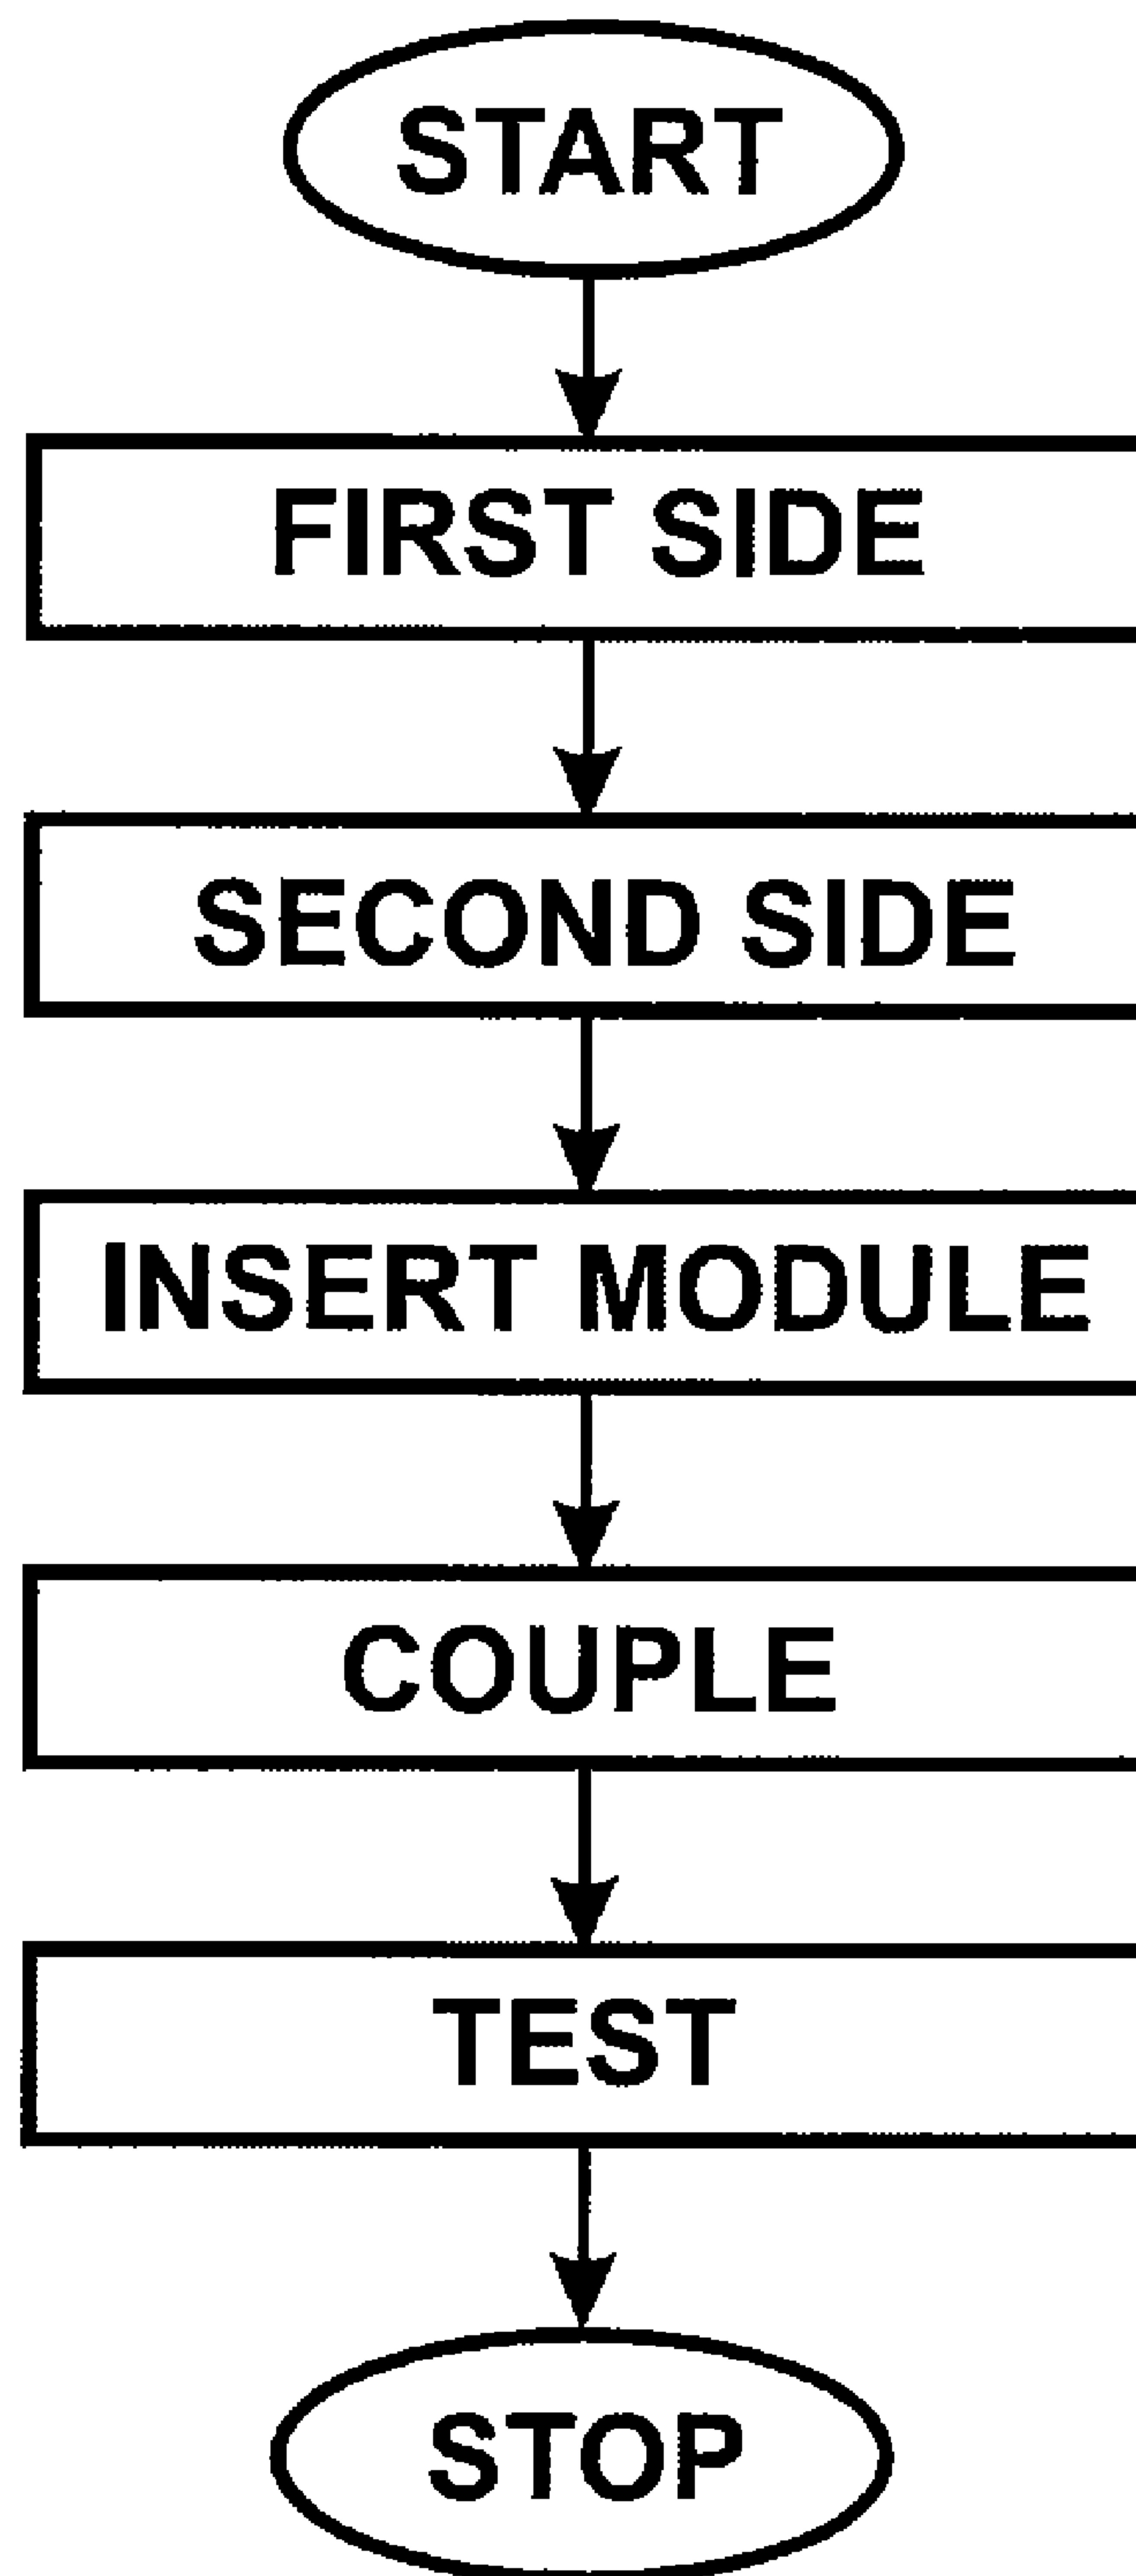 START
FIRST SIDE
SECOND SIDE
INSERT MODULE
COUPLE
TEST
STOP